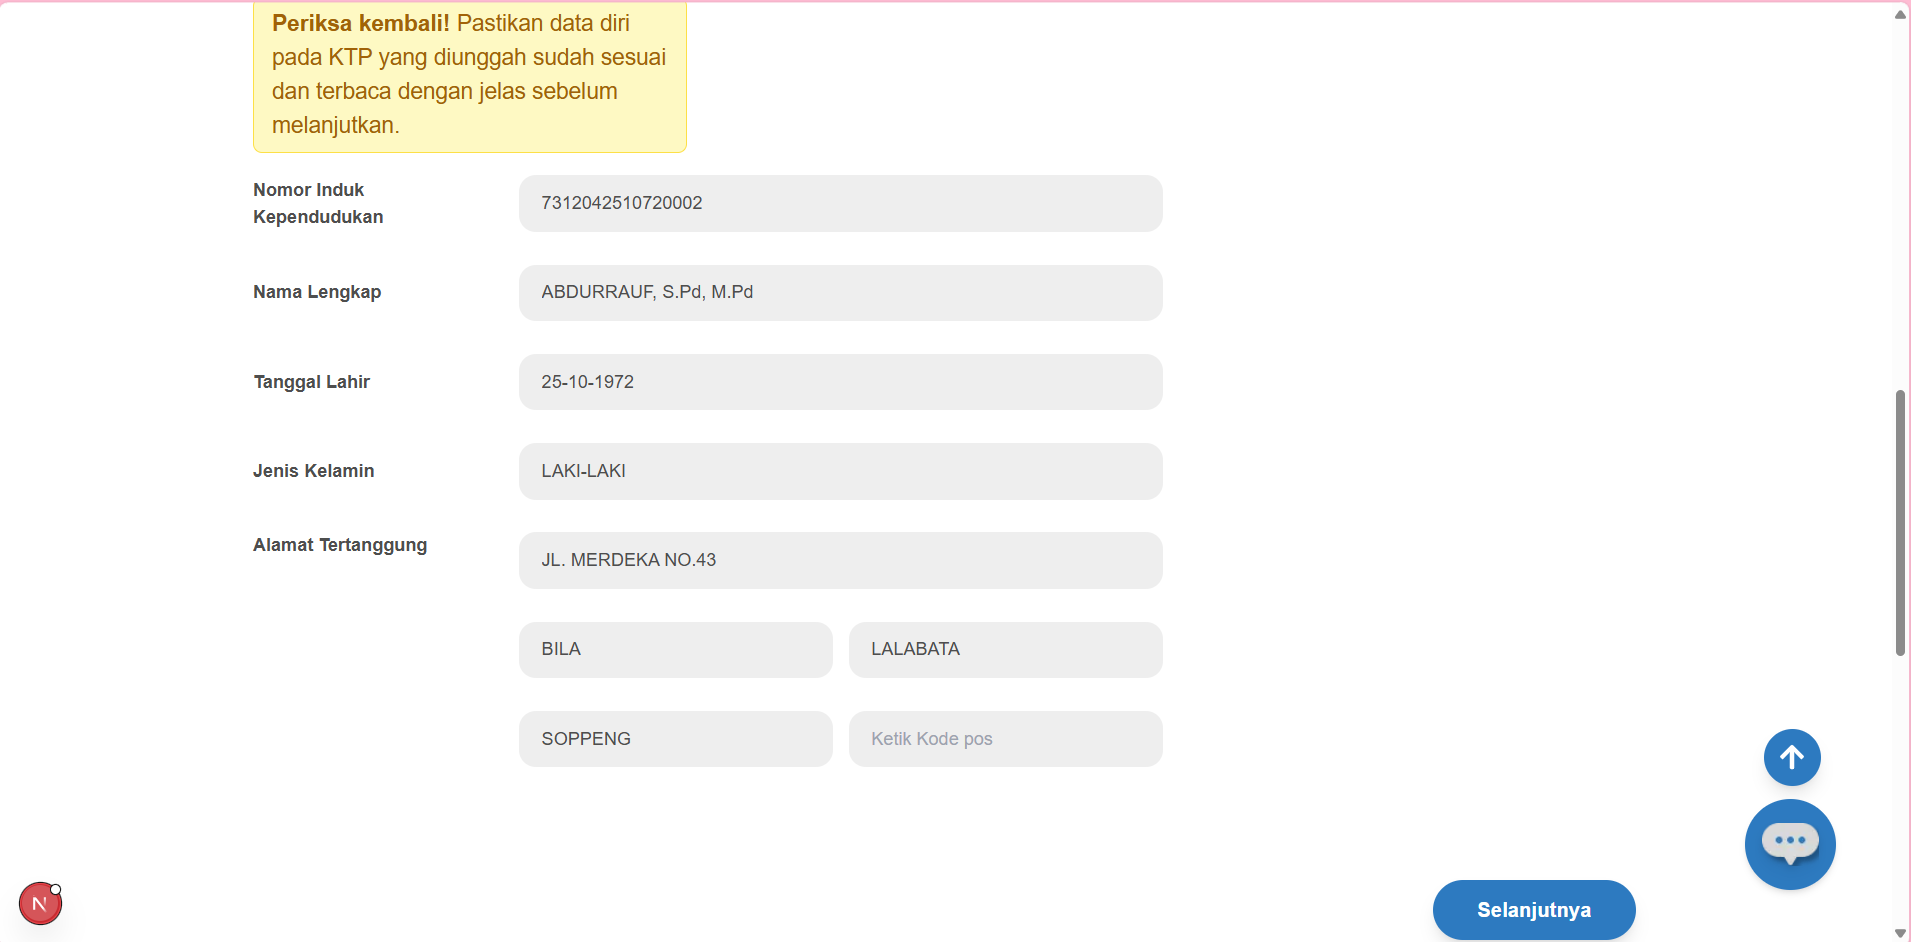 Periksa kembali! Pastikan data diri
pada KTP yang diunggah sudah sesuai
dan terbaca dengan jelas sebelum
melanjutkan.
Nomor Induk
Kependudukan
7312042510720002
Nama Lengkap
ABDURRAUF, S.Pd, M.Pd
Tanggal Lahir
25-10-1972
Jenis Kelamin
LAKI-LAKI
Alamat Tertanggung
JL. MERDEKA NO.43
BILA
LALABATA
SOPPENG
Ketik Kode pos
N
Selanjutnya